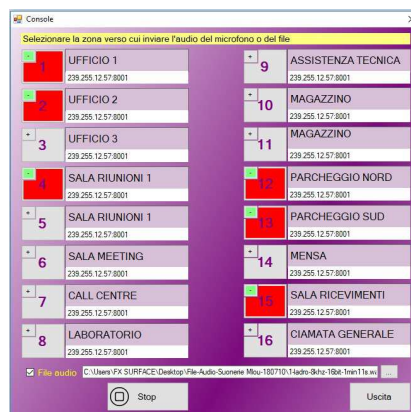 Console
Selezionare la zona verso cui inviare l'audio del microfono o del file
- 1 UFFICIO 1
239.255.12.57:8001
- 2 UFFICIO 2
239.255.12.57:8001
+ 3 UFFICIO 3
239.255.12.57:8001
- 4 SALA RIUNIONI 1
239.255.12.57:8001
+ 5 SALA RIUNIONI 1
239.255.12.57:8001
+ 6 SALA MEETING
239.255.12.57:8001
+ 7 CALL CENTRE
239.255.12.57:8001
+ 8 LABORATORIO
239.255.12.57:8001
+ 9 ASSISTENZA TECNICA
239.255.12.57:8001
+ 10 MAGAZZINO
239.255.12.57:8001
+ 11 MAGAZZINO
239.255.12.57:8001
- 12 PARCHEGGIO NORD
239.255.12.57:8001
- 13 PARCHEGGIO SUD
239.255.12.57:8001
+ 14 MENSA
239.255.12.57:8001
- 15 SALA RICEVIMENTI
239.255.12.57:8001
+ 16 CIAMATA GENERALE
239.255.12.57:8001
File audio C:\Users\FX SURFACE\Desktop\File-Audio-Suonerie Mlou-180710\1-ladro-8khz-16bit-1min11s.wa ...
Stop
Uscita